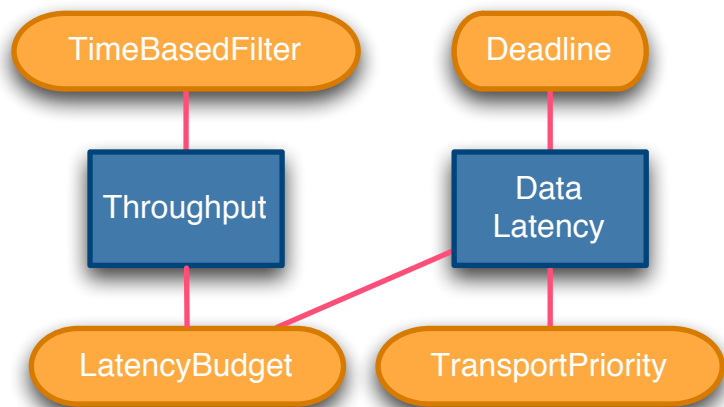 TimeBasedFilter
Deadline
Throughput
Data
Latency
LatencyBudget
TransportPriority